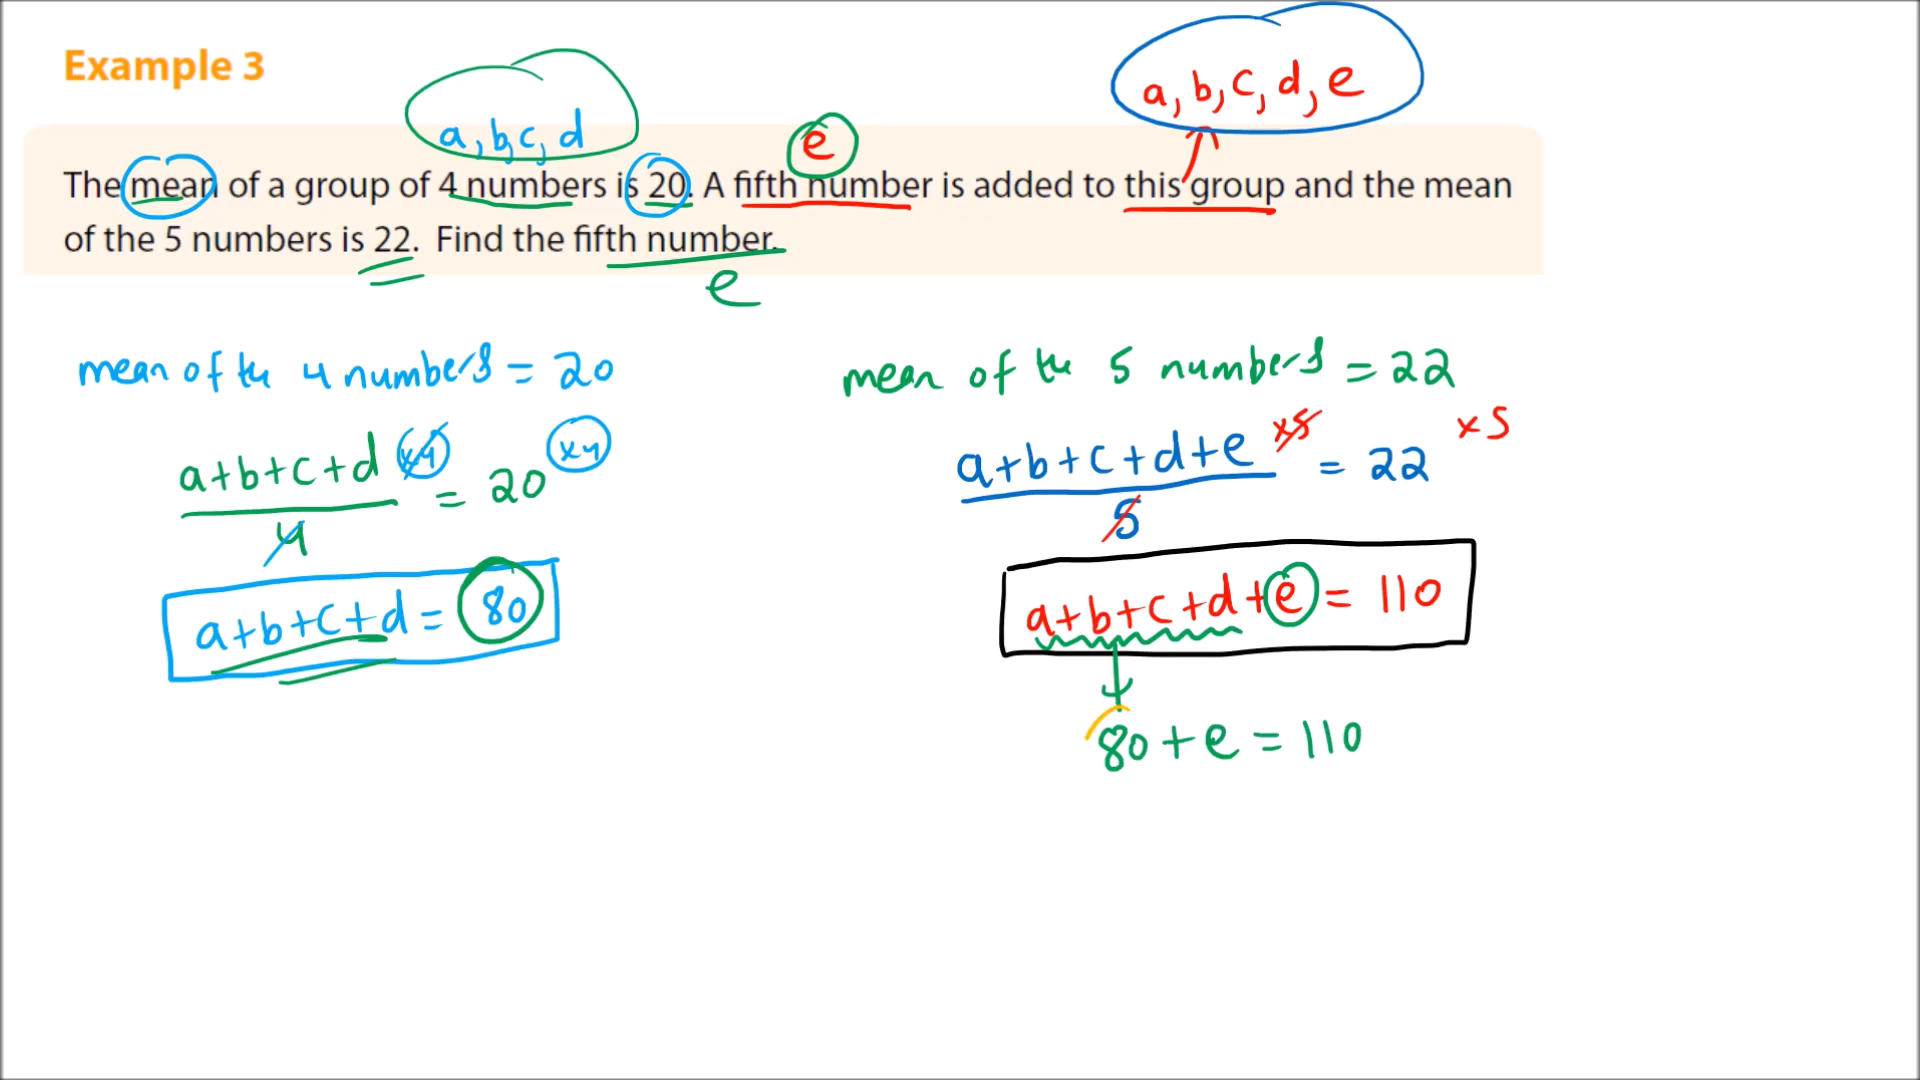 Example 3
a, b, c, d
e
a, b, c, d, e
The mean of a group of 4 numbers is 20. A fifth number is added to this group and the mean
of the 5 numbers is 22. Find the fifth number.
e
mean of the 4 numbers = 20
a+b+c+d ×4
= 20 ×4
4
a+b+c+d = 80
mean of the 5 numbers = 22
a+b+c+d+e ×5
= 22 ×5
5
a+b+c+d+e = 110
80+e = 110